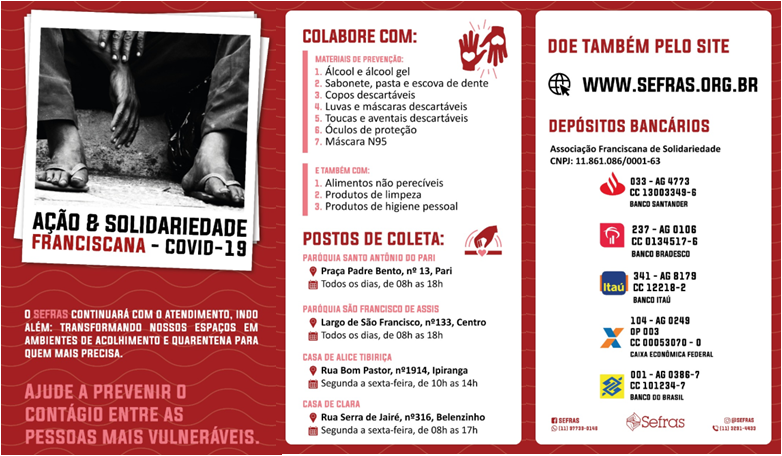 AÇÃO & SOLIDARIEDADE
FRANCISCANA - COVID-19
O SEFRAS CONTINUARÁ COM O ATENDIMENTO, INDO
ALÉM: TRANSFORMANDO NOSSOS ESPAÇOS EM
AMBIENTES DE ACOLHIMENTO E QUARENTENA PARA
QUEM MAIS PRECISA.
AJUDE A PREVENIR O
CONTÁGIO ENTRE AS
PESSOAS MAIS VULNERÁVEIS.
COLABORE COM:
MATERIAIS DE PREVENÇÃO:
1. Álcool e álcool gel
2. Sabonete, pasta e escova de dente
3. Copos descartáveis
4. Luvas e máscaras descartáveis
5. Toucas e aventais descartáveis
6. Óculos de proteção
7. Máscara N95
E TAMBÉM COM:
1. Alimentos não perecíveis
2. Produtos de limpeza
3. Produtos de higiene pessoal
POSTOS DE COLETA:
PARÓQUIA SANTO ANTÔNIO DO PARI
Praça Padre Bento, nº 13, Pari
Todos os dias, de 08h as 18h
PARÓQUIA SÃO FRANCISCO DE ASSIS
Largo de São Francisco, nº133, Centro
Todos os dias, de 08h as 18h
CASA DE ALICE TIBIRIÇA
Rua Bom Pastor, nº1914, Ipiranga
Segunda a sexta-feira, de 10h as 14h
CASA DE CLARA
Rua Serra de Jairé, nº316, Belenzinho
Segunda a sexta-feira, de 08h as 17h
DOE TAMBÉM PELO SITE
WWW.SEFRAS.ORG.BR
DEPÓSITOS BANCÁRIOS
Associação Franciscana de Solidariedade
CNPJ: 11.861.086/0001-63
033 - AG 4773
CC 13003349-6
BANCO SANTANDER
237 - AG 0106
CC 0134517-6
BANCO BRADESCO
Itaú
341 - AG 8179
CC 12218-2
BANCO ITAÚ
104 - AG 0249
OP 003
CC 00053070 - 0
CAIXA ECONÔMICA FEDERAL
001 - AG 0386-7
CC 101234-7
BANCO DO BRASIL
SEFRAS
Sefras
@SEFRAS